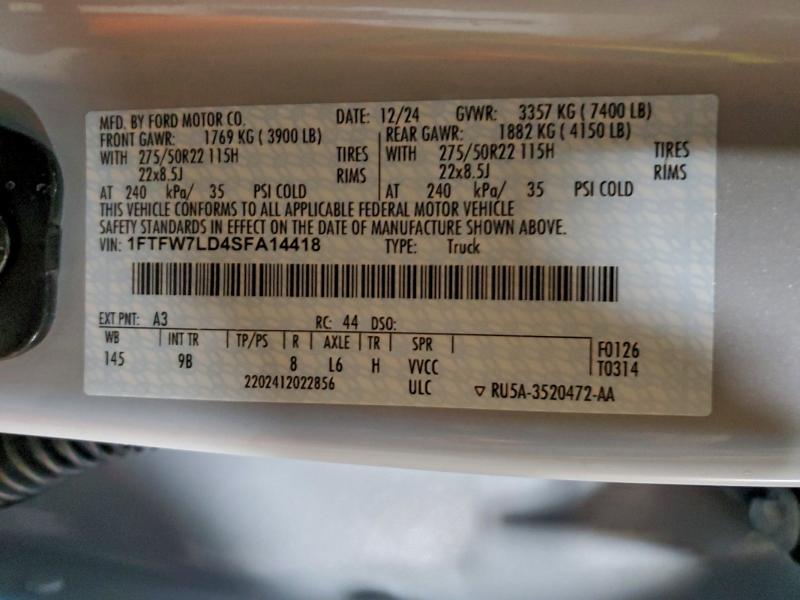 MFD. BY FORD MOTOR CO. DATE: 12/24 GVWR: 3357 KG ( 7400 LB)
FRONT GAWR: 1769 KG ( 3900 LB) REAR GAWR: 1882 KG ( 4150 LB)
WITH 275/50R22 115H TIRES WITH 275/50R22 115H TIRES
22x8.5J RIMS 22x8.5J RIMS
AT 240 kPa/ 35 PSI COLD AT 240 kPa/ 35 PSI COLD
THIS VEHICLE CONFORMS TO ALL APPLICABLE FEDERAL MOTOR VEHICLE
SAFETY STANDARDS IN EFFECT ON THE DATE OF MANUFACTURE SHOWN ABOVE.
VIN: 1FTFW7LD4SFA14418 TYPE: Truck
EXT PNT: A3 RC: 44 DSO:
WB INT TR TP/PS R AXLE TR SPR F0126
145 9B 8 L6 H VVCC T0314
2202412022856 ULC ▽ RU5A-3520472-AA